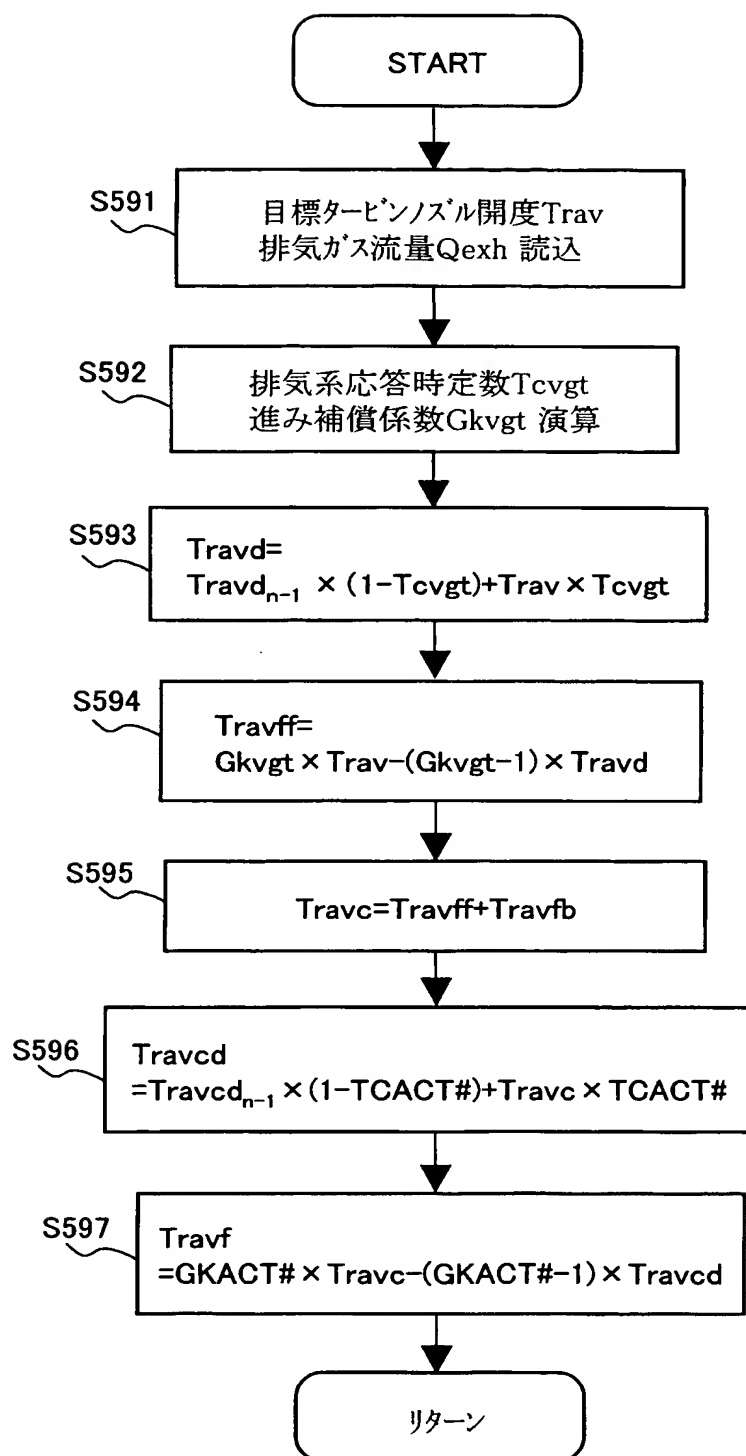 START
S591
目標タービンノズル開度Trav
排気ガス流量Qexh 読込
S592
排気系応答時定数Tcvgt
進み補償係数Gkvgt 演算
S593
Travd=
Travdn-1 ×(1-Tcvgt)+Trav×Tcvgt
S594
Travff=
Gkvgt×Trav-(Gkvgt-1)×Travd
S595
Travc=Travff+Travfb
S596
Travcd
=Travcdn-1×(1-TCACT#)+Travc×TCACT#
S597
Travf
=GKACT#×Travc-(GKACT#-1)×Travcd
リターン